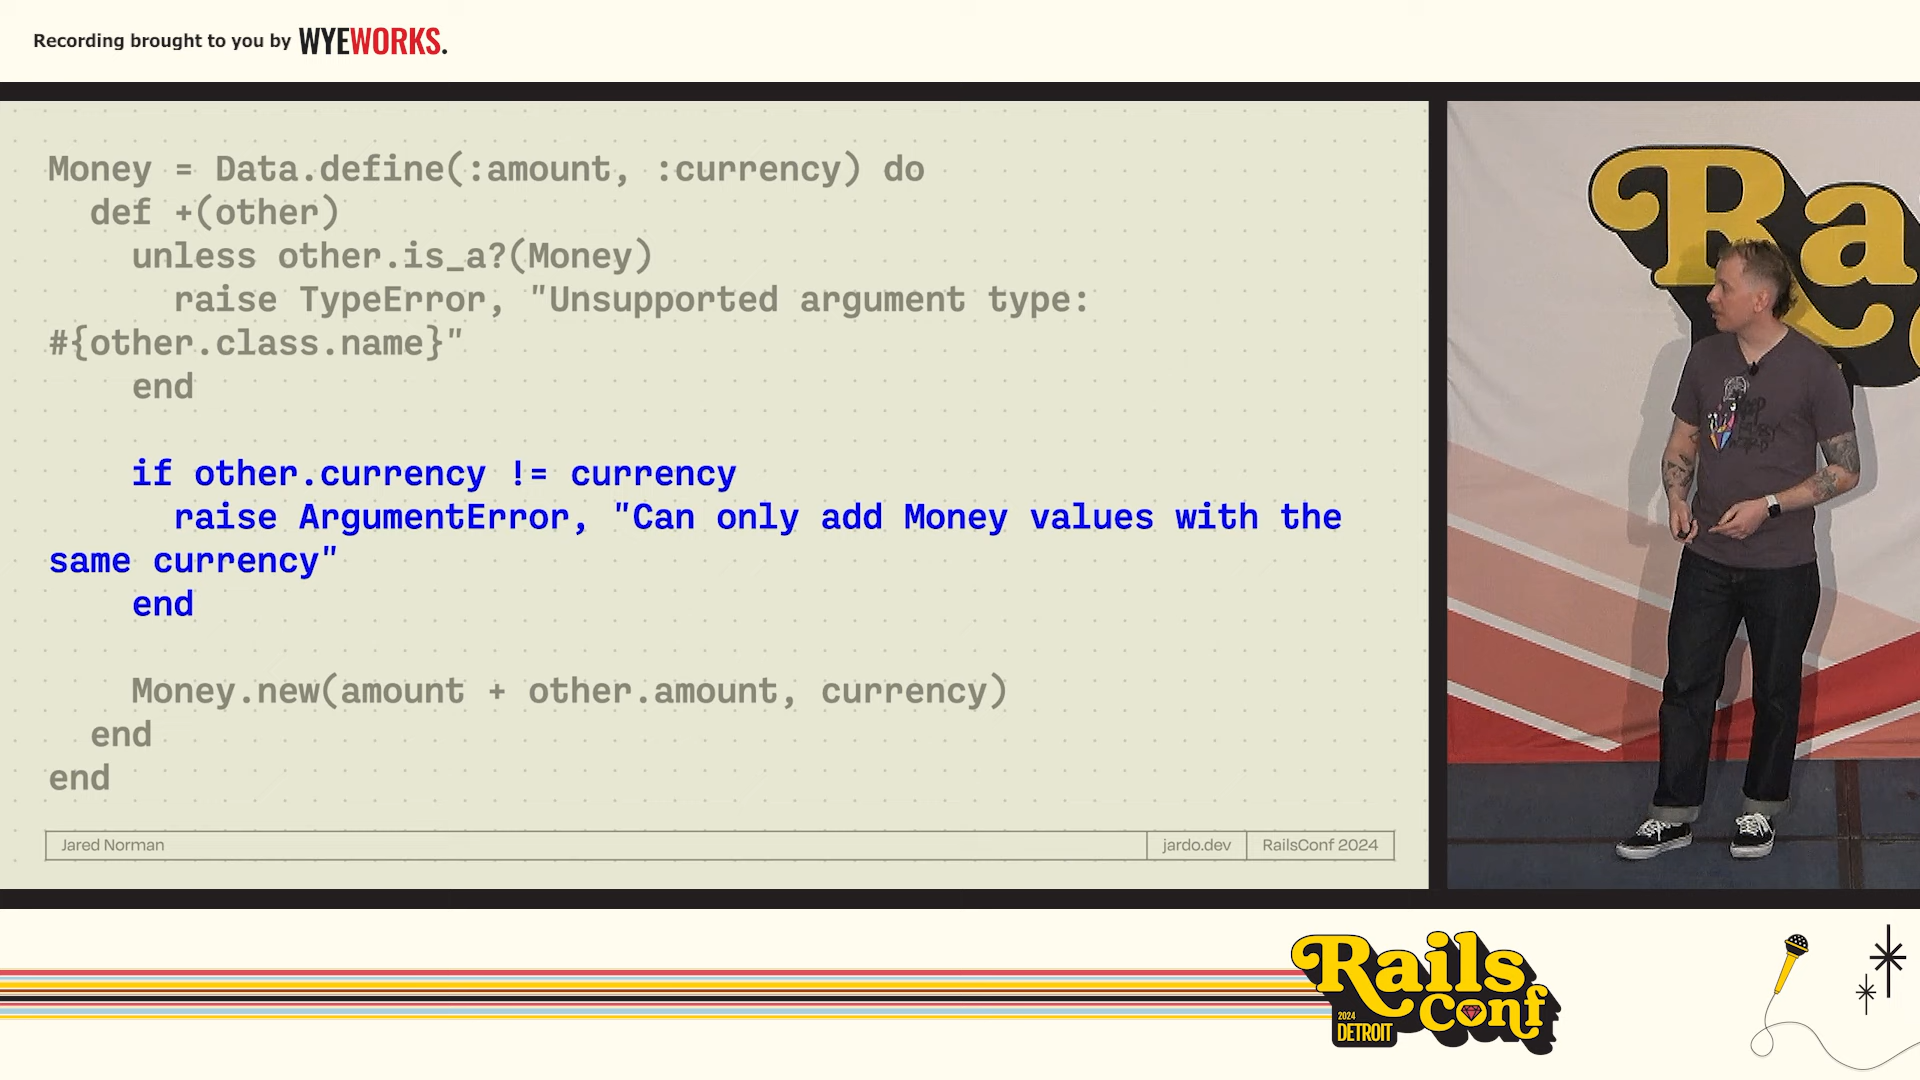 Recording brought to you by WYEWORKS.
Money = Data.define(:amount, :currency) do
  def +(other)
    unless other.is_a?(Money)
      raise TypeError, "Unsupported argument type:
#{other.class.name}"
    end
    if other.currency != currency
      raise ArgumentError, "Can only add Money values with the
same currency"
    end
    Money.new(amount + other.amount, currency)
  end
end
Jared Norman
jardo.dev
RailsConf 2024
Ra
Rails
Conf
2024
DETROIT